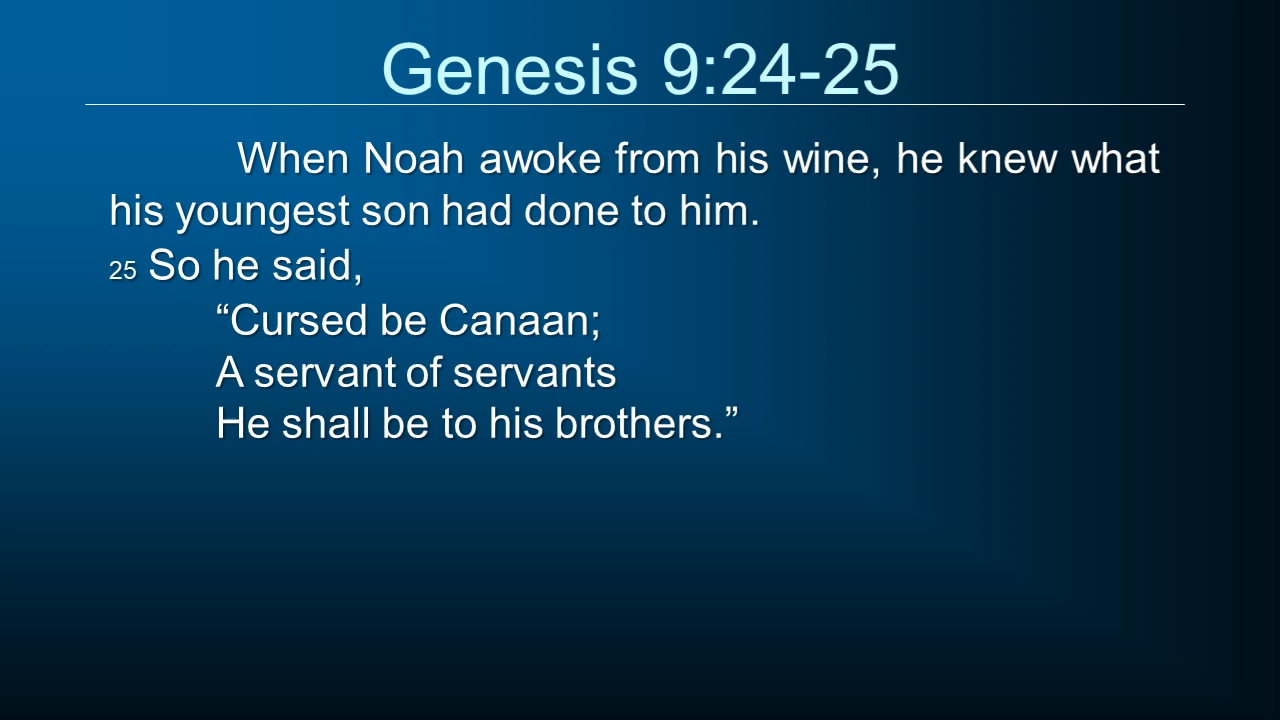 Genesis 9:24-25
When Noah awoke from his wine, he knew what
his youngest son had done to him.
25 So he said,
“Cursed be Canaan;
A servant of servants
He shall be to his brothers.”